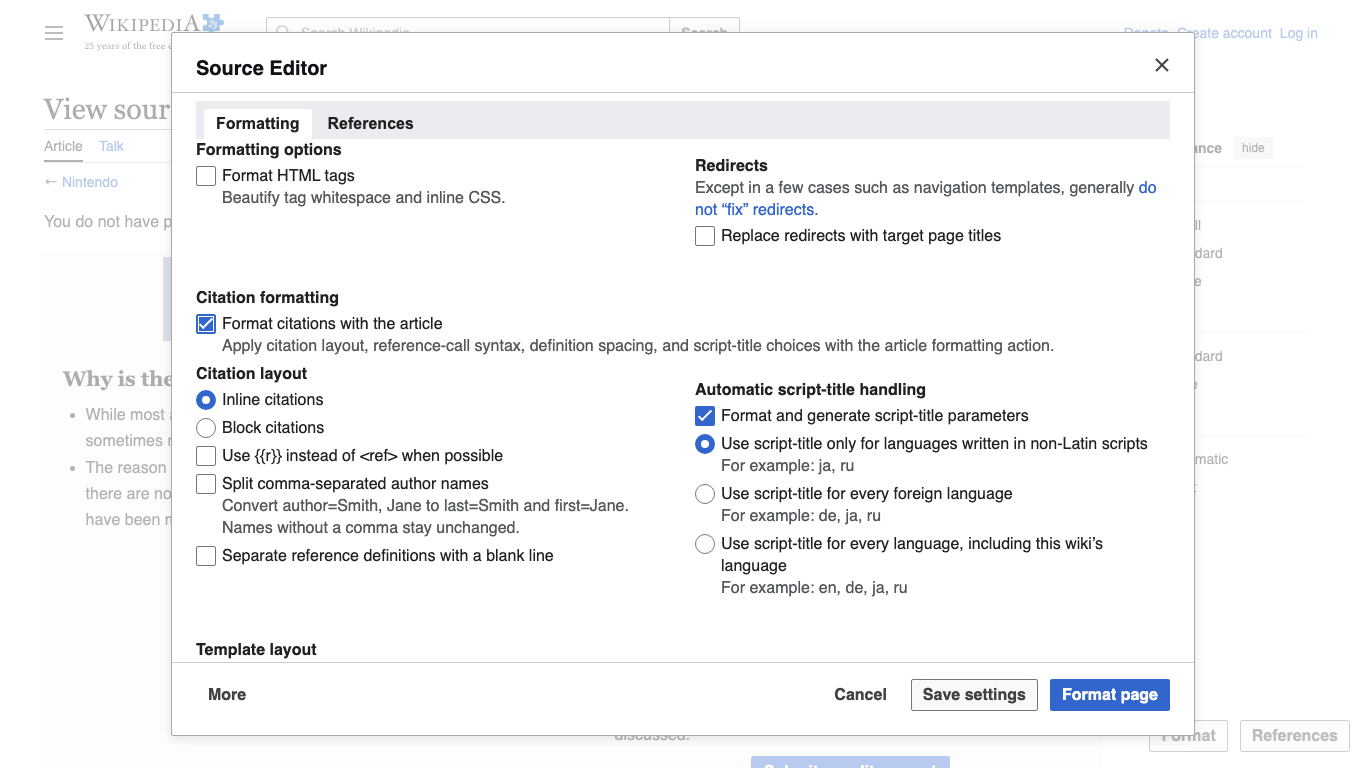 WIKIPEDIA
25 years of the free
Search Wikipedia
Search
Donate
Create account
Log in
Source Editor
View sour
Article
Talk
← Nintendo
hide
You do not have p
Formatting
References
Formatting options
Format HTML tags
Beautify tag whitespace and inline CSS.
Redirects
Except in a few cases such as navigation templates, generally do
not “fix” redirects.
Replace redirects with target page titles
Citation formatting
Format citations with the article
Apply citation layout, reference-call syntax, definition spacing, and script-title choices with the article formatting action.
Citation layout
Inline citations
Block citations
Use {{r}} instead of <ref> when possible
Split comma-separated author names
Convert author=Smith, Jane to last=Smith and first=Jane.
Names without a comma stay unchanged.
Separate reference definitions with a blank line
Automatic script-title handling
Format and generate script-title parameters
Use script-title only for languages written in non-Latin scripts
For example: ja, ru
Use script-title for every foreign language
For example: de, ja, ru
Use script-title for every language, including this wiki’s
language
For example: en, de, ja, ru
Template layout
Why is the
While most
sometimes
The reason
there are no
have been
More
Cancel
Save settings
Format page
discussed.
Format
References